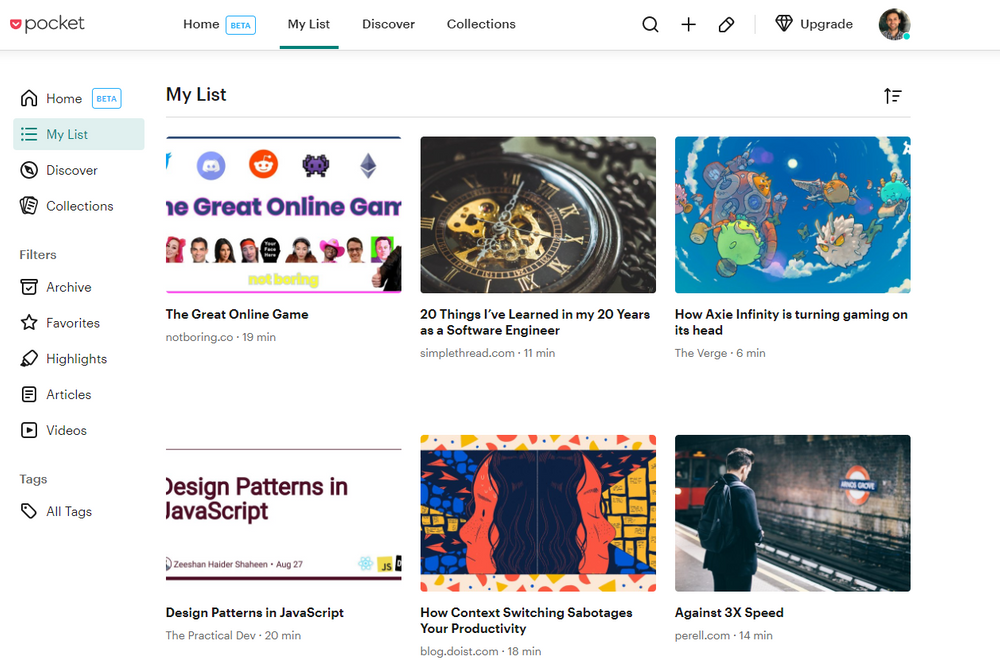 pocket
Home BETA My List Discover Collections Upgrade
Home BETA
My List
Discover
Collections
Filters
Archive
Favorites
Highlights
Articles
Videos
Tags
All Tags
My List
he Great Online Gam
Your
Face
Here
not boring
The Great Online Game
notboring.co · 19 min
20 Things I’ve Learned in my 20 Years
as a Software Engineer
simplethread.com · 11 min
How Axie Infinity is turning gaming on
its head
The Verge · 6 min
Design Patterns in
JavaScript
Zeeshan Haider Shaheen • Aug 27
JS
D
Design Patterns in JavaScript
The Practical Dev · 20 min
How Context Switching Sabotages
Your Productivity
blog.doist.com · 18 min
ARNOS GROVE
Against 3X Speed
perell.com · 14 min